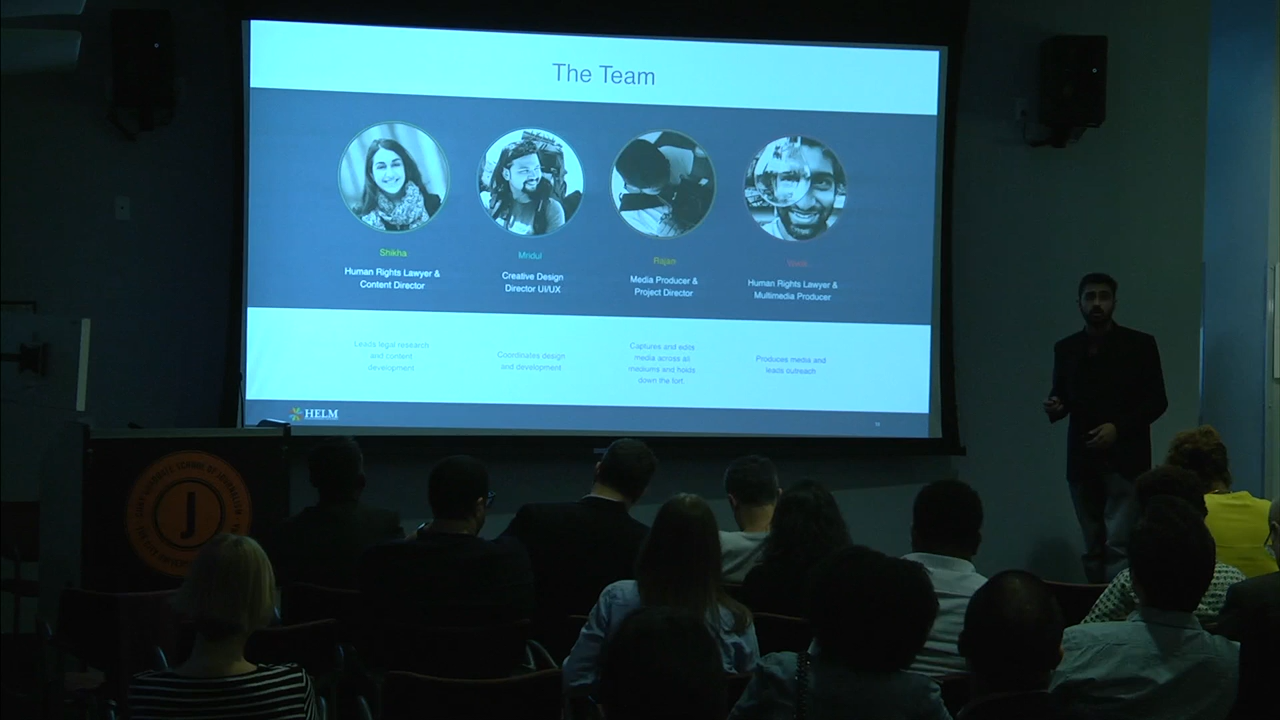 The Team
Shikha
Human Rights Lawyer &
Content Director
Mridul
Creative Design
Director UI/UX
Rajan
Media Producer &
Project Director
Human Rights Lawyer &
Multimedia Producer
Leads legal research
and content
development
Coordinates design
and development
Captures and edits
media across all
mediums and holds
down the fort.
Produces media and
leads outreach
HELM
J